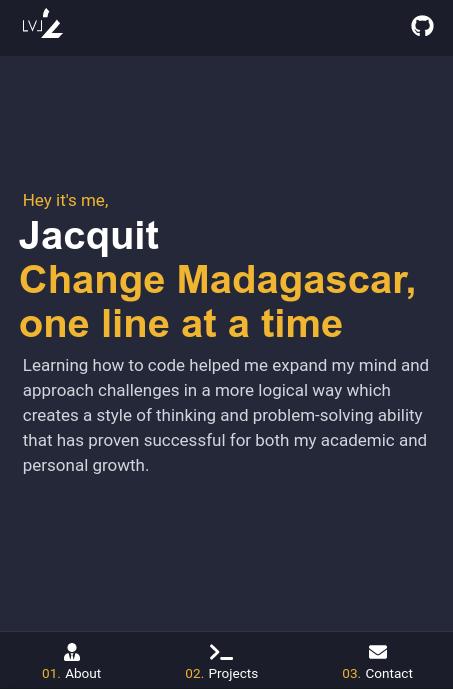 LVJ
Hey it's me,
Jacquit
Change Madagascar,
one line at a time
Learning how to code helped me expand my mind and
approach challenges in a more logical way which
creates a style of thinking and problem-solving ability
that has proven successful for both my academic and
personal growth.
01. About
02. Projects
03. Contact